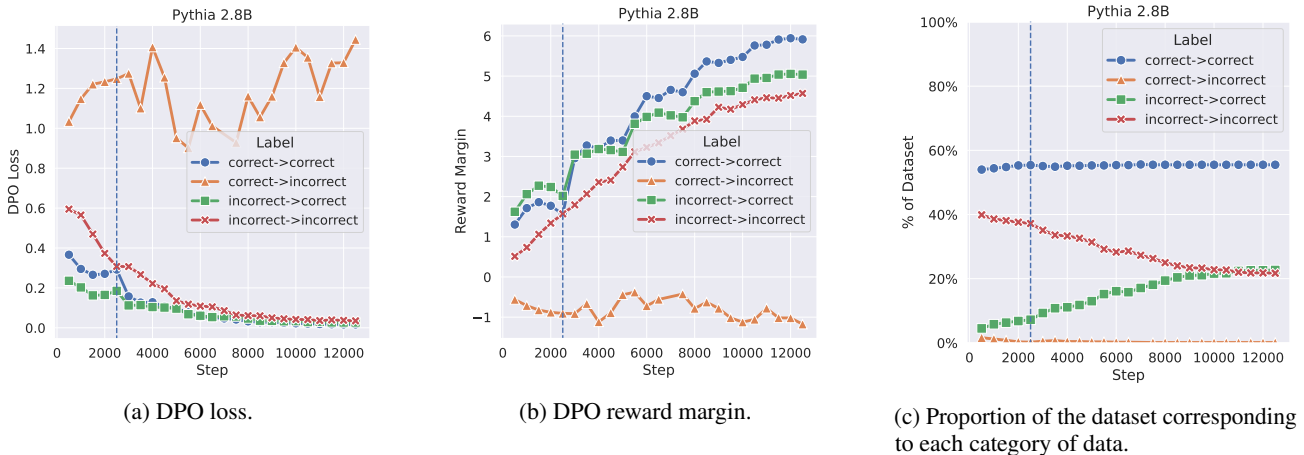 Pythia 2.8B
DPO Loss
1.4
1.2
1.0
0.8
0.6
0.4
0.2
0.0
Label
correct->correct
correct->incorrect
incorrect->correct
incorrect->incorrect
0 2000 4000 6000 8000 10000 12000
Step
(a) DPO loss.
Pythia 2.8B
Reward Margin
6
5
4
3
2
1
0
−1
Label
correct->correct
correct->incorrect
incorrect->correct
incorrect->incorrect
0 2000 4000 6000 8000 10000 12000
Step
(b) DPO reward margin.
Pythia 2.8B
% of Dataset
100%
80%
60%
40%
20%
0%
Label
correct->correct
correct->incorrect
incorrect->correct
incorrect->incorrect
0 2000 4000 6000 8000 10000 12000
Step
(c) Proportion of the dataset corresponding
to each category of data.